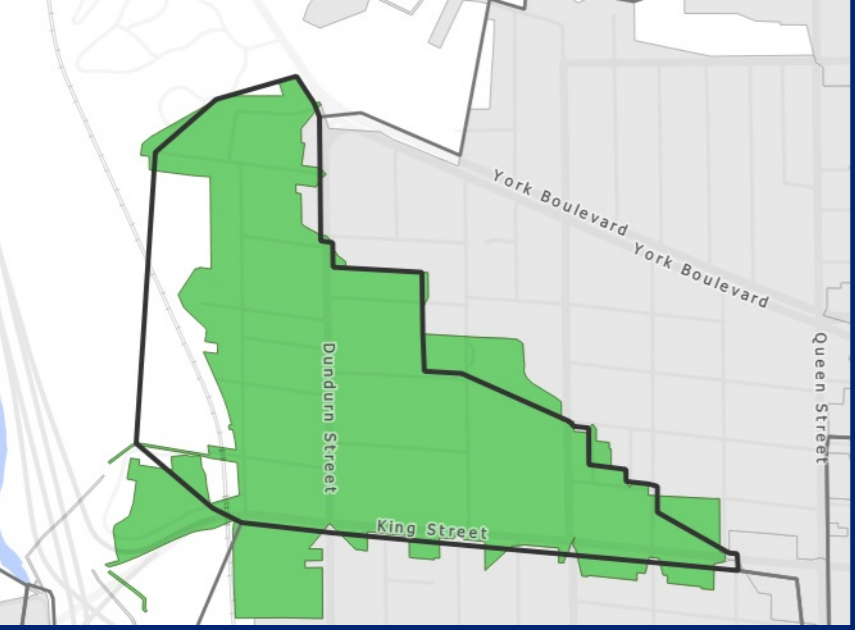 York Boulevard
York Boulevard
Queen Street
Dundurn Street
King Street